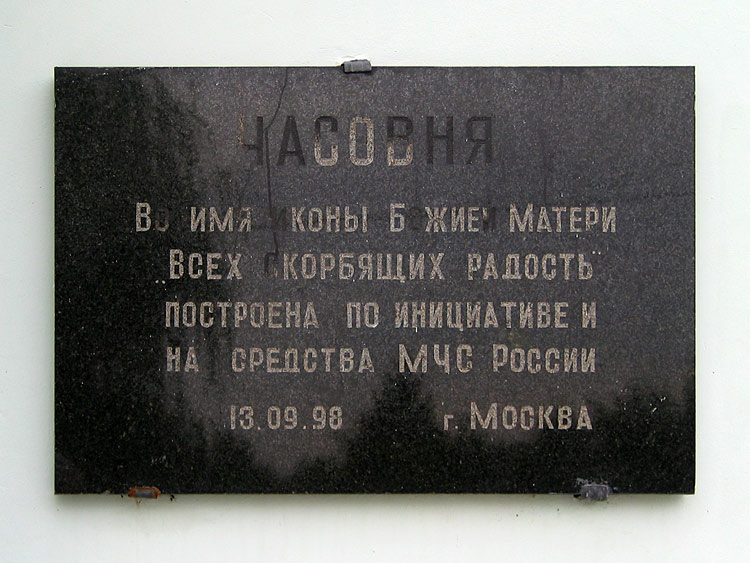 ЧАСОВНЯ
Во имя иконы Божией Матери
Всех скорбящих радость
построена по инициативе и
на средства МЧС России
13.09.98 г. Москва